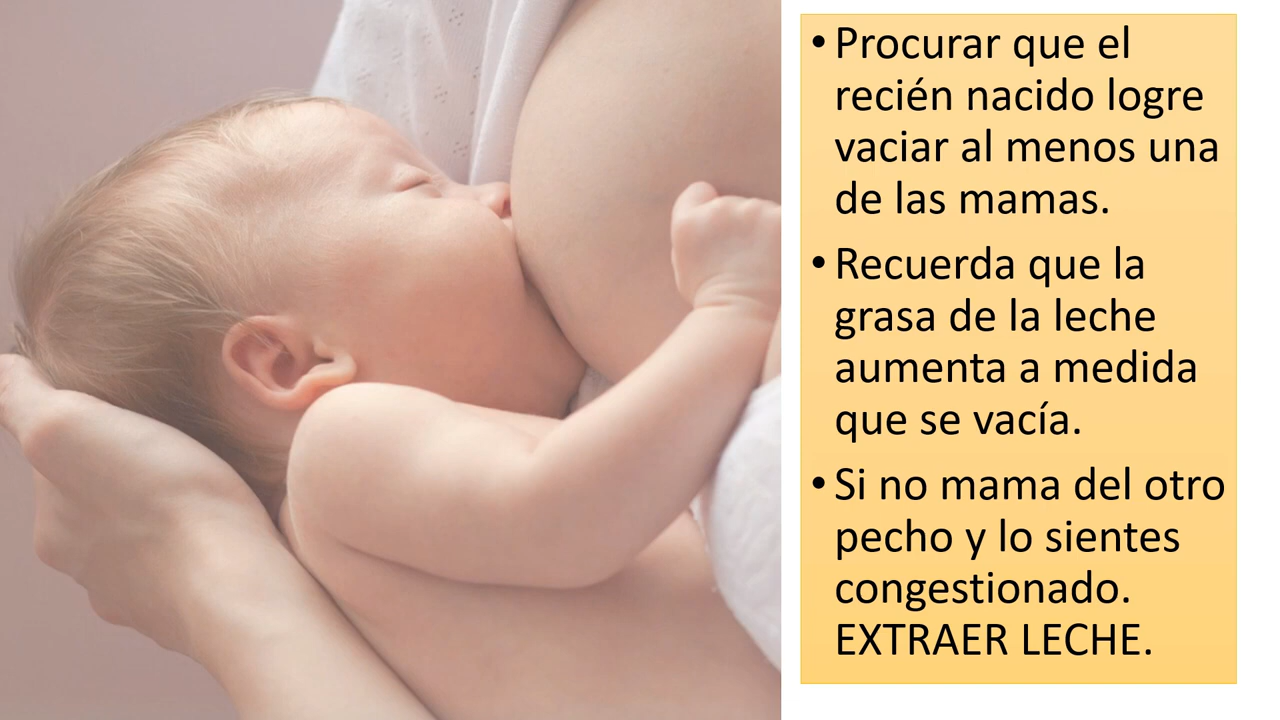 • Procurar que el
recién nacido logre
vaciar al menos una
de las mamas.
• Recuerda que la
grasa de la leche
aumenta a medida
que se vacía.
• Si no mama del otro
pecho y lo sientes
congestionado.
EXTRAER LECHE.